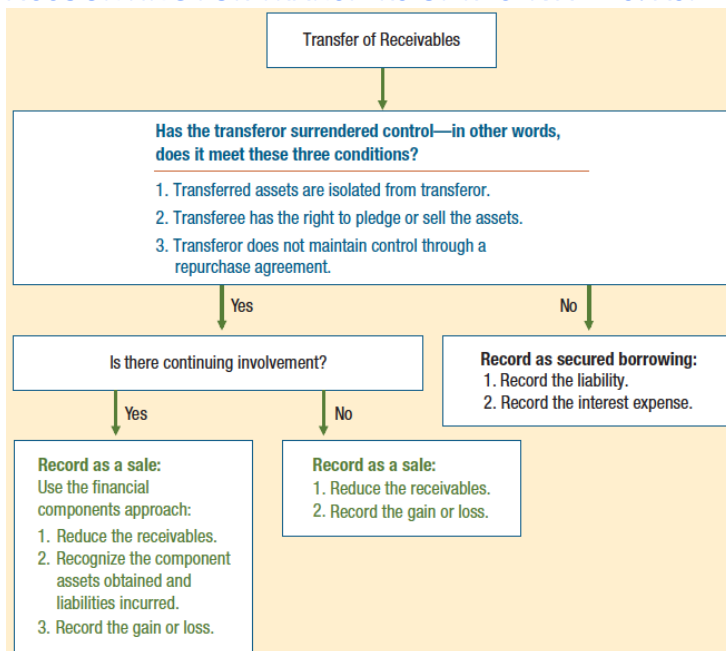 Transfer of Receivables
Has the transferor surrendered control—in other words,
does it meet these three conditions?
1. Transferred assets are isolated from transferor.
2. Transferee has the right to pledge or sell the assets.
3. Transferor does not maintain control through a
repurchase agreement.
Yes
No
Is there continuing involvement?
Record as secured borrowing:
1. Record the liability.
2. Record the interest expense.
Yes
No
Record as a sale:
Use the financial
components approach:
1. Reduce the receivables.
2. Recognize the component
assets obtained and
liabilities incurred.
3. Record the gain or loss.
Record as a sale:
1. Reduce the receivables.
2. Record the gain or loss.